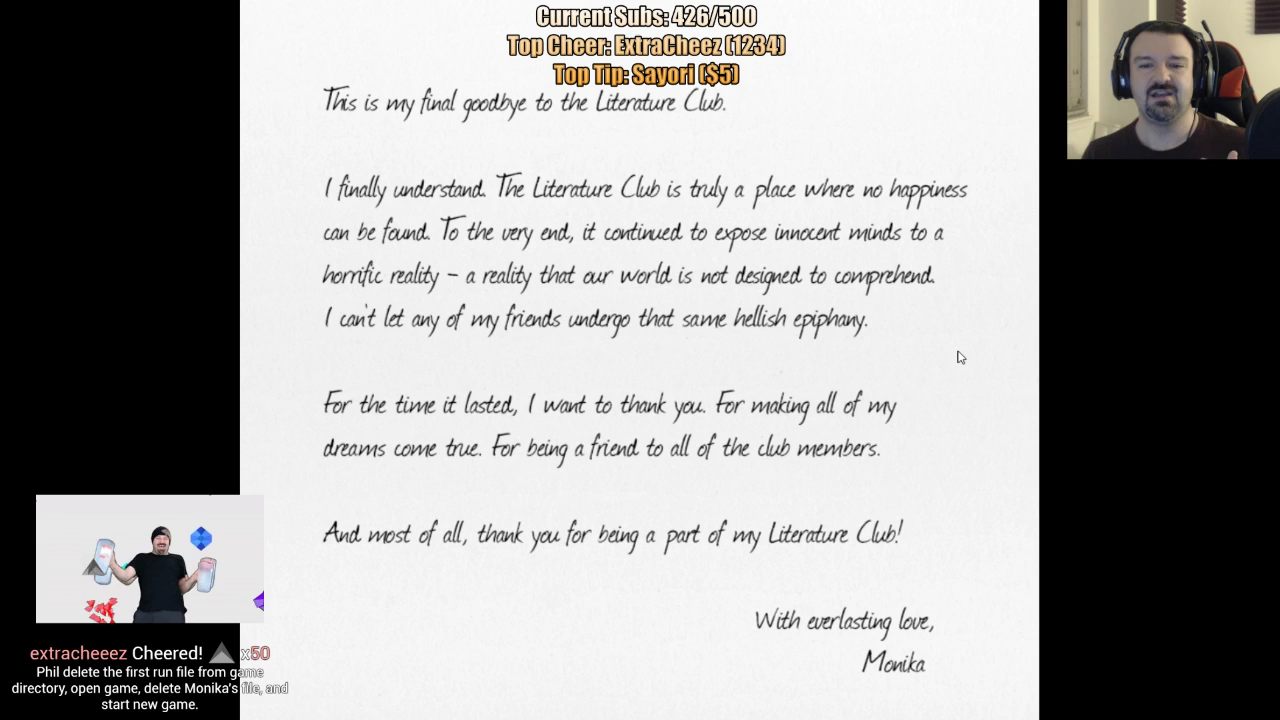 Current Subs: 426/500
Top Cheer: ExtraCheez (1234)
Top Tip: Sayori ($5)
This is my final goodbye to the Literature Club.
I finally understand. The Literature Club is truly a place where no happiness
can be found. To the very end, it continued to expose innocent minds to a
horrific reality – a reality that our world is not designed to comprehend.
I can't let any of my friends undergo that same hellish epiphany.
For the time it lasted, I want to thank you. For making all of my
dreams come true. For being a friend to all of the club members.
And most of all, thank you for being a part of my Literature Club!
With everlasting love,
Monika
extracheeez Cheered! x50
Phil delete the first run file from game
directory, open game, delete Monika's file, and
start new game.